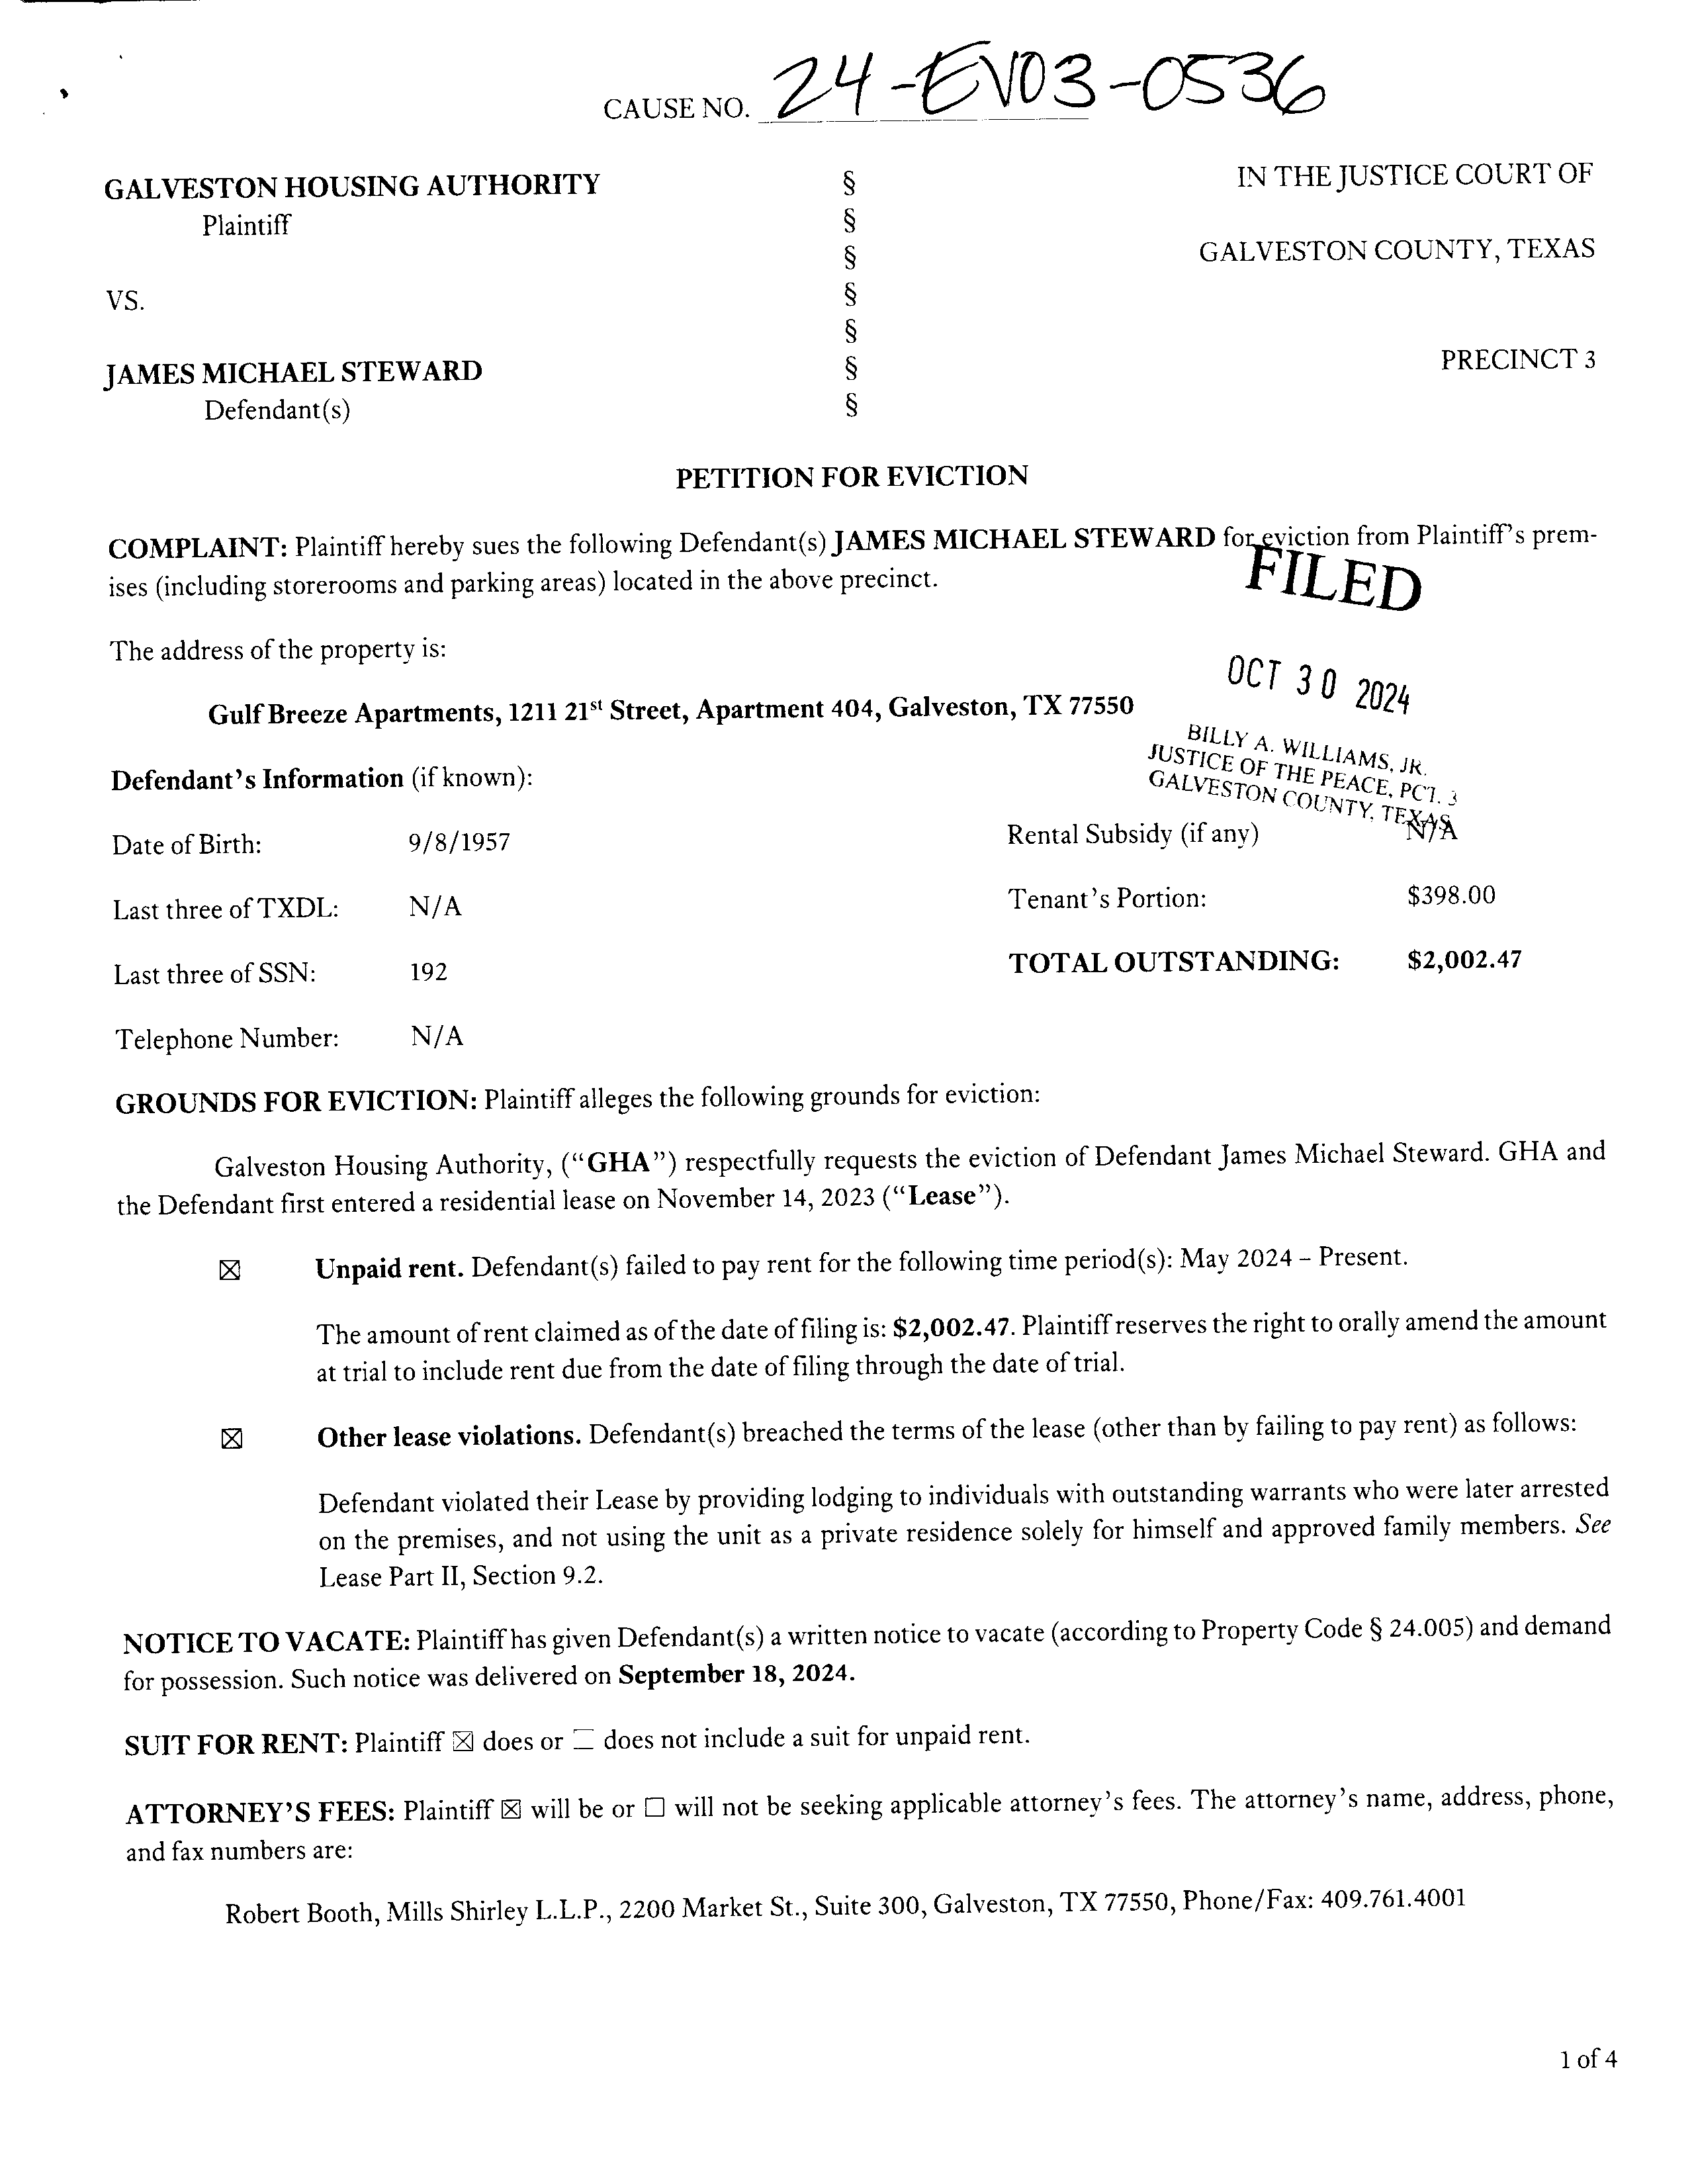 CAUSE NO. 24-EV03-0536
GALVESTON HOUSING AUTHORITY § IN THE JUSTICE COURT OF
Plaintiff §
§ GALVESTON COUNTY, TEXAS
VS. §
§
JAMES MICHAEL STEWARD § PRECINCT 3
Defendant(s) §
PETITION FOR EVICTION
COMPLAINT: Plaintiff hereby sues the following Defendant(s) JAMES MICHAEL STEWARD for eviction from Plaintiff's prem-
ises (including storerooms and parking areas) located in the above precinct.
FILED
The address of the property is:
OCT 30 2024
Gulf Breeze Apartments, 1211 21st Street, Apartment 404, Galveston, TX 77550
BILLY A. WILLIAMS, JR.
JUSTICE OF THE PEACE, PCT. 3
GALVESTON COUNTY, TEXAS
Defendant's Information (if known):
Date of Birth: 9/8/1957 Rental Subsidy (if any) N/A
Last three of TXDL: N/A Tenant's Portion: $398.00
Last three of SSN: 192 TOTAL OUTSTANDING: $2,002.47
Telephone Number: N/A
GROUNDS FOR EVICTION: Plaintiff alleges the following grounds for eviction:
Galveston Housing Authority, ("GHA") respectfully requests the eviction of Defendant James Michael Steward. GHA and
the Defendant first entered a residential lease on November 14, 2023 ("Lease").
☒ Unpaid rent. Defendant(s) failed to pay rent for the following time period(s): May 2024 – Present.
The amount of rent claimed as of the date of filing is: $2,002.47. Plaintiff reserves the right to orally amend the amount
at trial to include rent due from the date of filing through the date of trial.
☒ Other lease violations. Defendant(s) breached the terms of the lease (other than by failing to pay rent) as follows:
Defendant violated their Lease by providing lodging to individuals with outstanding warrants who were later arrested
on the premises, and not using the unit as a private residence solely for himself and approved family members. See
Lease Part II, Section 9.2.
NOTICE TO VACATE: Plaintiff has given Defendant(s) a written notice to vacate (according to Property Code § 24.005) and demand
for possession. Such notice was delivered on September 18, 2024.
SUIT FOR RENT: Plaintiff ☒ does or ☐ does not include a suit for unpaid rent.
ATTORNEY'S FEES: Plaintiff ☒ will be or ☐ will not be seeking applicable attorney's fees. The attorney's name, address, phone,
and fax numbers are:
Robert Booth, Mills Shirley L.L.P., 2200 Market St., Suite 300, Galveston, TX 77550, Phone/Fax: 409.761.4001
1 of 4